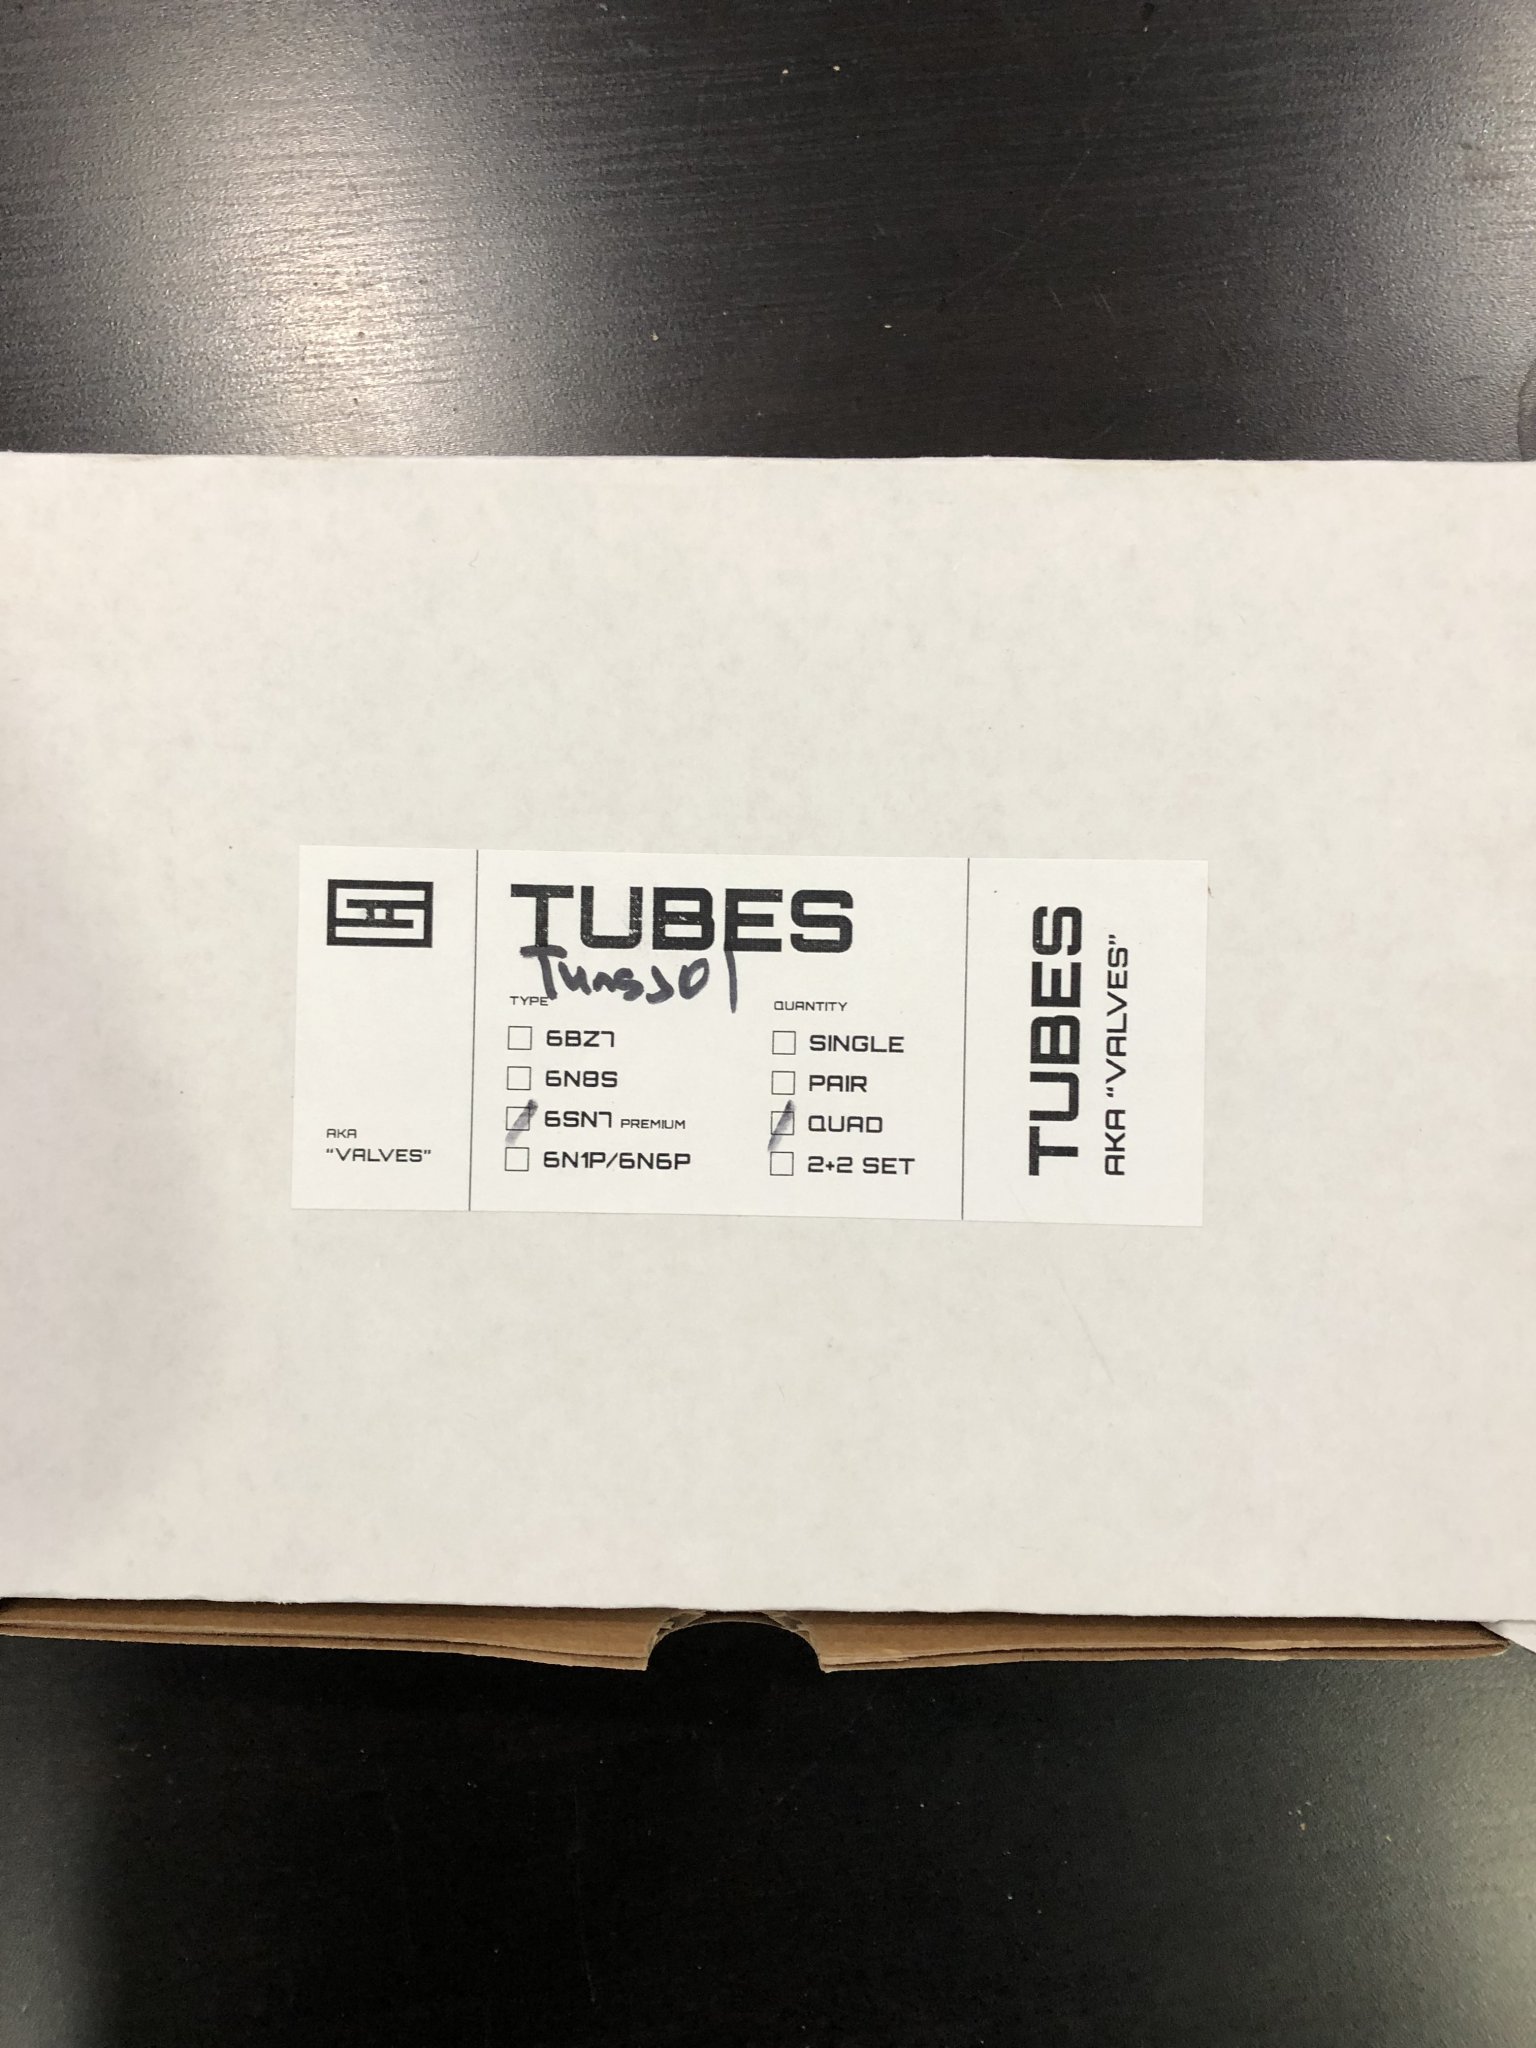 TUBES
Tungsol
TYPE
6BZ7
6N8S
6SN7 PREMIUM
6N1P/6N6P
QUANTITY
SINGLE
PAIR
QUAD
2+2 SET
AKA
“VALVES”
TUBES
AKA “VALVES”